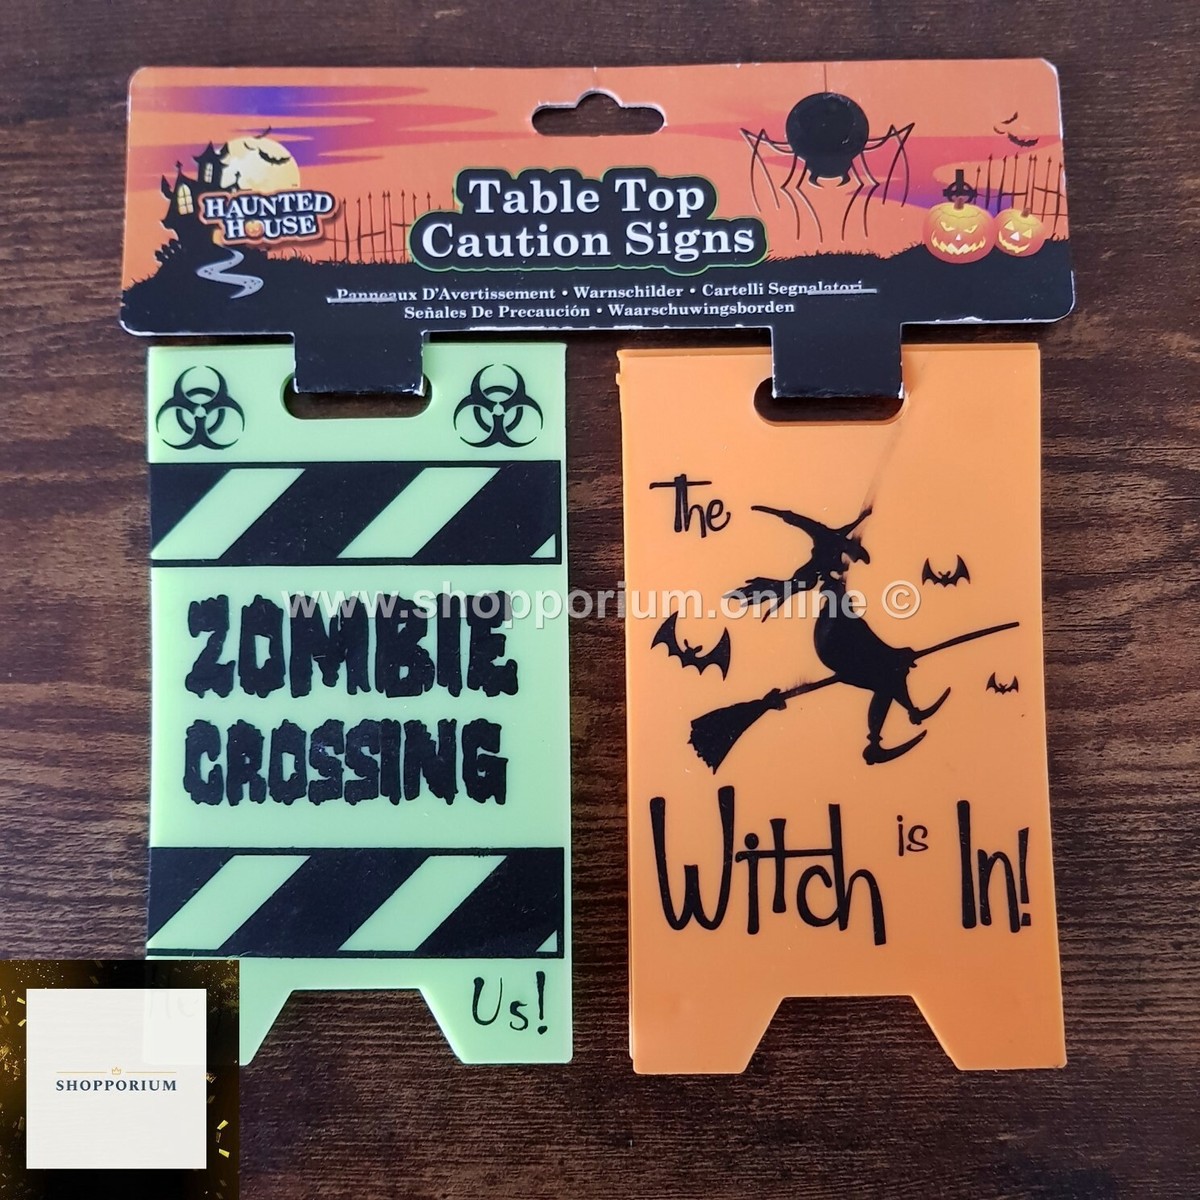 HAUNTED
HOUSE
Table Top
Caution Signs
Panneaux D'Avertissement • Warnschilder • Cartelli Segnalatori
Señales De Precaución • Waarschuwingsborden
ZOMBIE
CROSSING
Us!
The
Witch is In!
www.shopporium.online ©
SHOPPORIUM